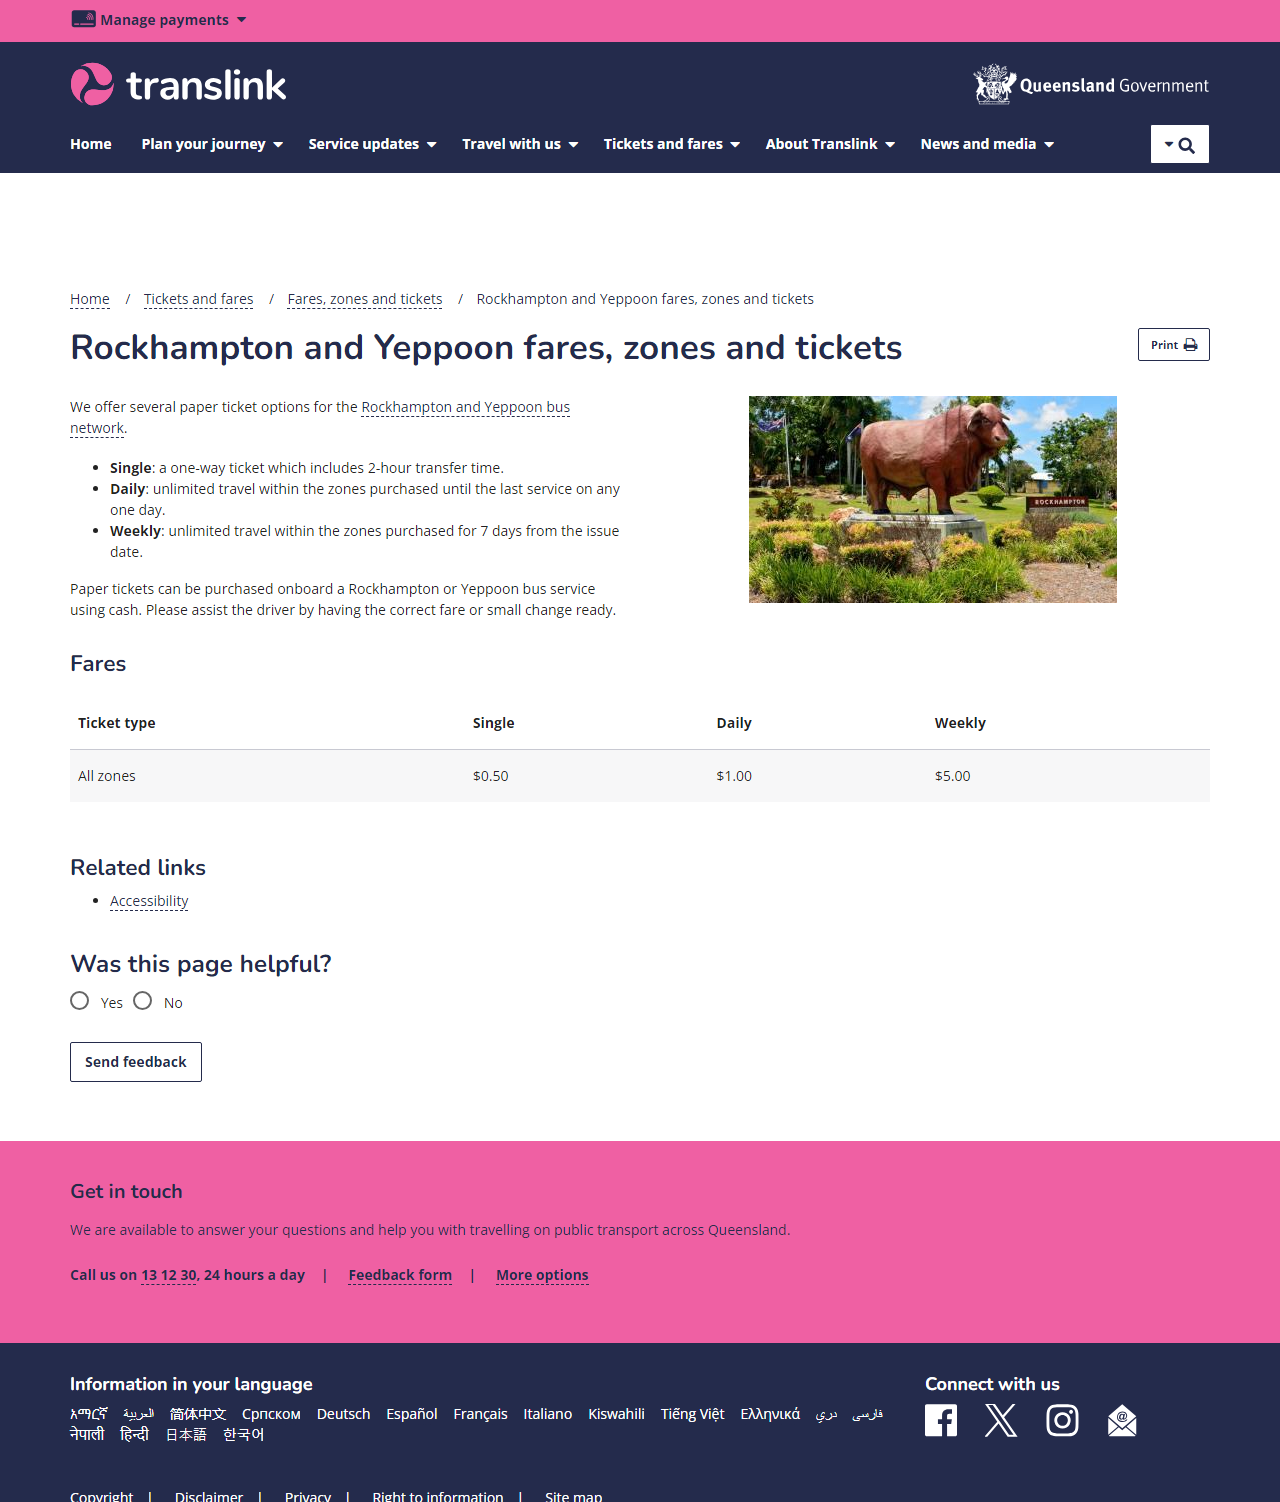 Manage payments
translink
Queensland Government
Home Plan your journey Service updates Travel with us Tickets and fares About Translink News and media
Home / Tickets and fares / Fares, zones and tickets / Rockhampton and Yeppoon fares, zones and tickets
Rockhampton and Yeppoon fares, zones and tickets
Print
We offer several paper ticket options for the Rockhampton and Yeppoon bus
network.
• Single: a one-way ticket which includes 2-hour transfer time.
• Daily: unlimited travel within the zones purchased until the last service on any
one day.
• Weekly: unlimited travel within the zones purchased for 7 days from the issue
date.
Paper tickets can be purchased onboard a Rockhampton or Yeppoon bus service
using cash. Please assist the driver by having the correct fare or small change ready.
ROCKHAMPTON
Fares
Ticket type Single Daily Weekly
All zones $0.50 $1.00 $5.00
Related links
• Accessibility
Was this page helpful?
Yes No
Send feedback
Get in touch
We are available to answer your questions and help you with travelling on public transport across Queensland.
Call us on 13 12 30, 24 hours a day | Feedback form | More options
Information in your language
አማርኛ العربية 简体中文 Српском Deutsch Español Français Italiano Kiswahili Tiếng Việt Ελληνικά دري فارسی
नेपाली हिन्दी 日本語 한국어
Connect with us
Copyright | Disclaimer | Privacy | Right to information | Site map